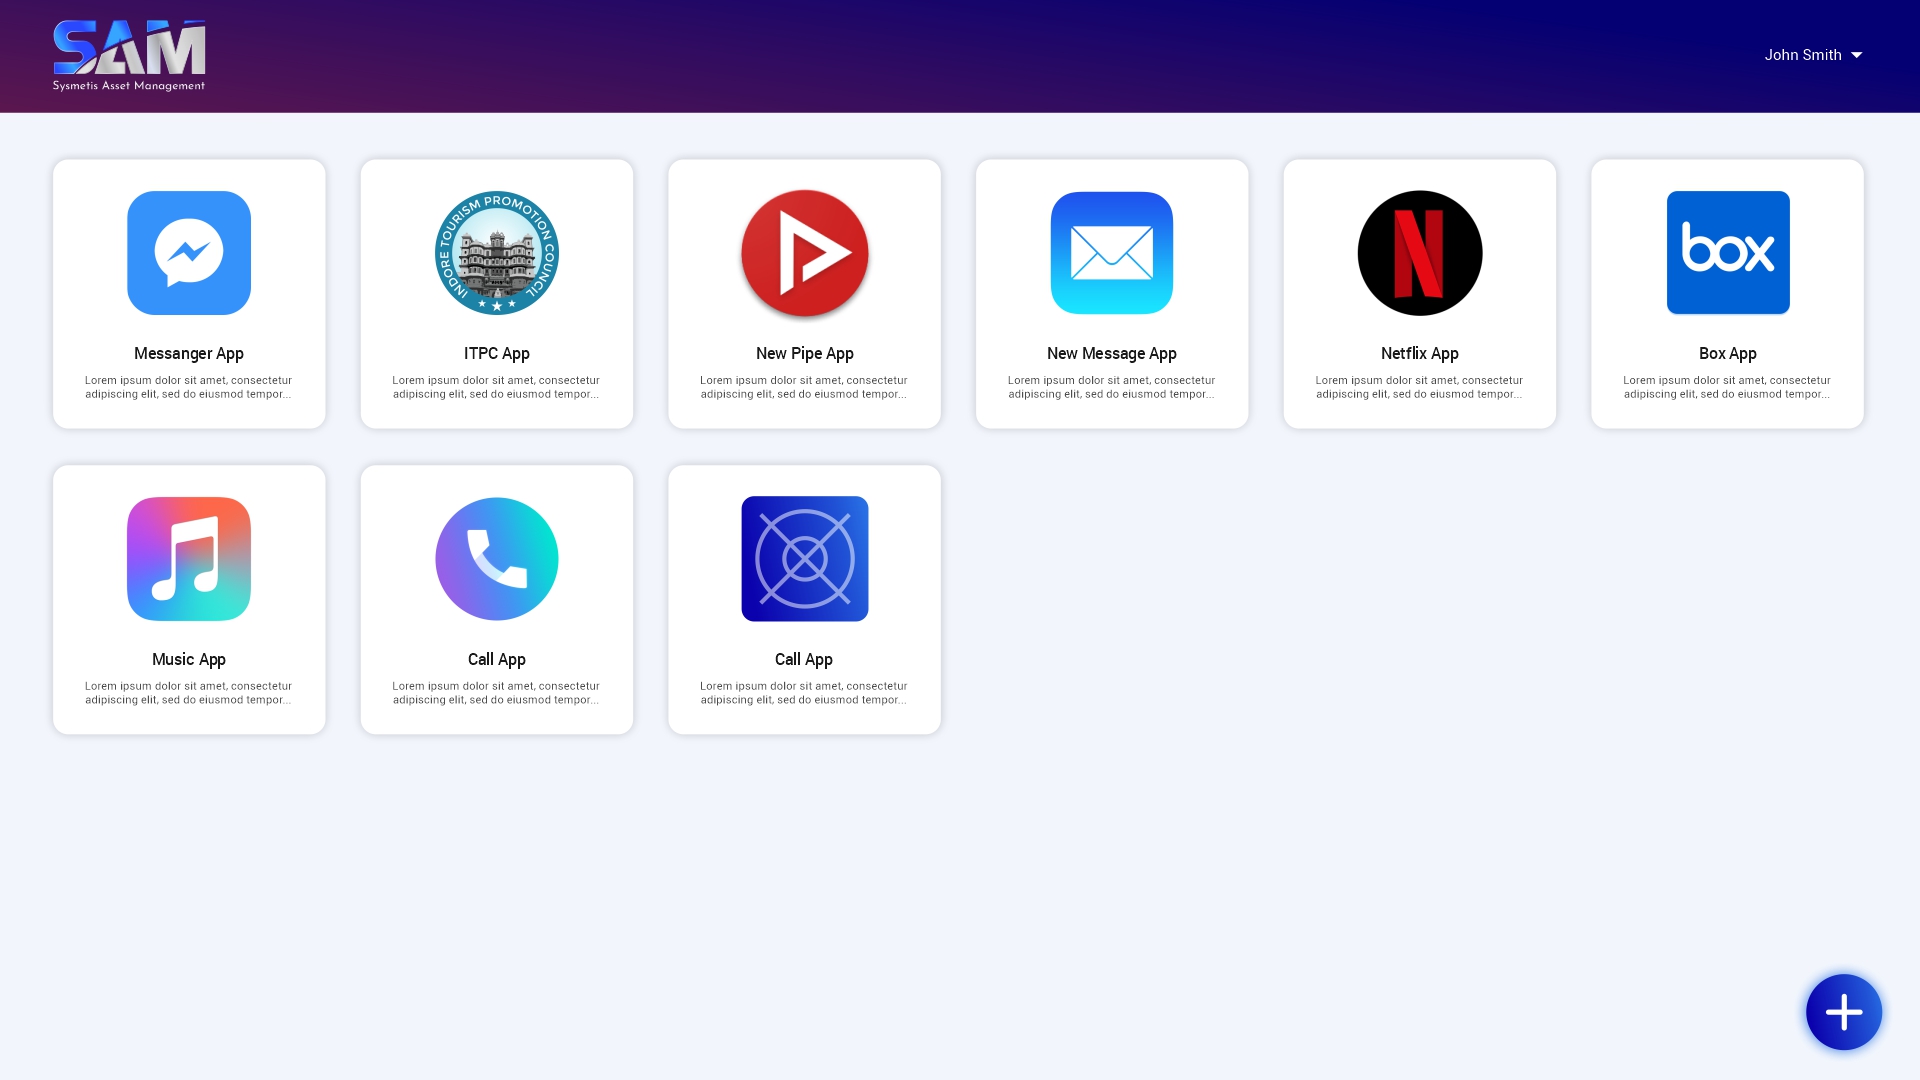 SAM
Sysmetis Asset Management
John Smith
INDORE TOURISM PROMOTION COUNCIL
N
box
Messanger App
ITPC App
New Pipe App
New Message App
Netflix App
Box App
Lorem ipsum dolor sit amet, consectetur
adipiscing elit, sed do eiusmod tempor...
Lorem ipsum dolor sit amet, consectetur
adipiscing elit, sed do eiusmod tempor...
Lorem ipsum dolor sit amet, consectetur
adipiscing elit, sed do eiusmod tempor...
Lorem ipsum dolor sit amet, consectetur
adipiscing elit, sed do eiusmod tempor...
Lorem ipsum dolor sit amet, consectetur
adipiscing elit, sed do eiusmod tempor...
Lorem ipsum dolor sit amet, consectetur
adipiscing elit, sed do eiusmod tempor...
Music App
Call App
Call App
Lorem ipsum dolor sit amet, consectetur
adipiscing elit, sed do eiusmod tempor...
Lorem ipsum dolor sit amet, consectetur
adipiscing elit, sed do eiusmod tempor...
Lorem ipsum dolor sit amet, consectetur
adipiscing elit, sed do eiusmod tempor...